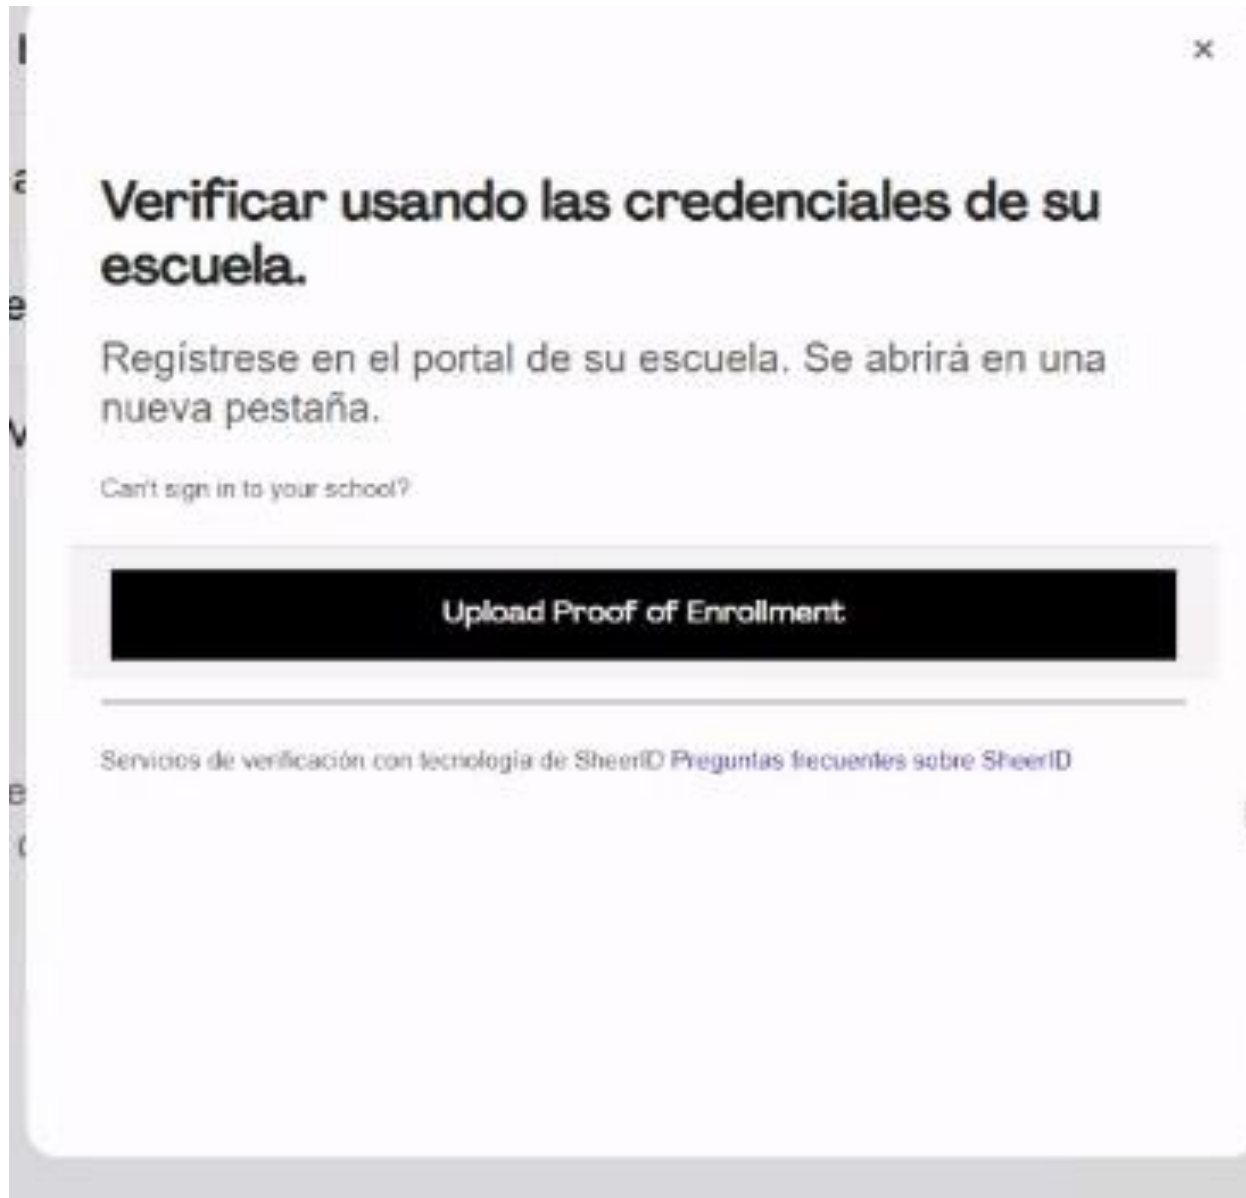 ×
Verificar usando las credenciales de su
escuela.
Regístrese en el portal de su escuela. Se abrirá en una
nueva pestaña.
Can't sign in to your school?
Upload Proof of Enrollment
Servicios de verificación con tecnología de SheerID Preguntas frecuentes sobre SheerID